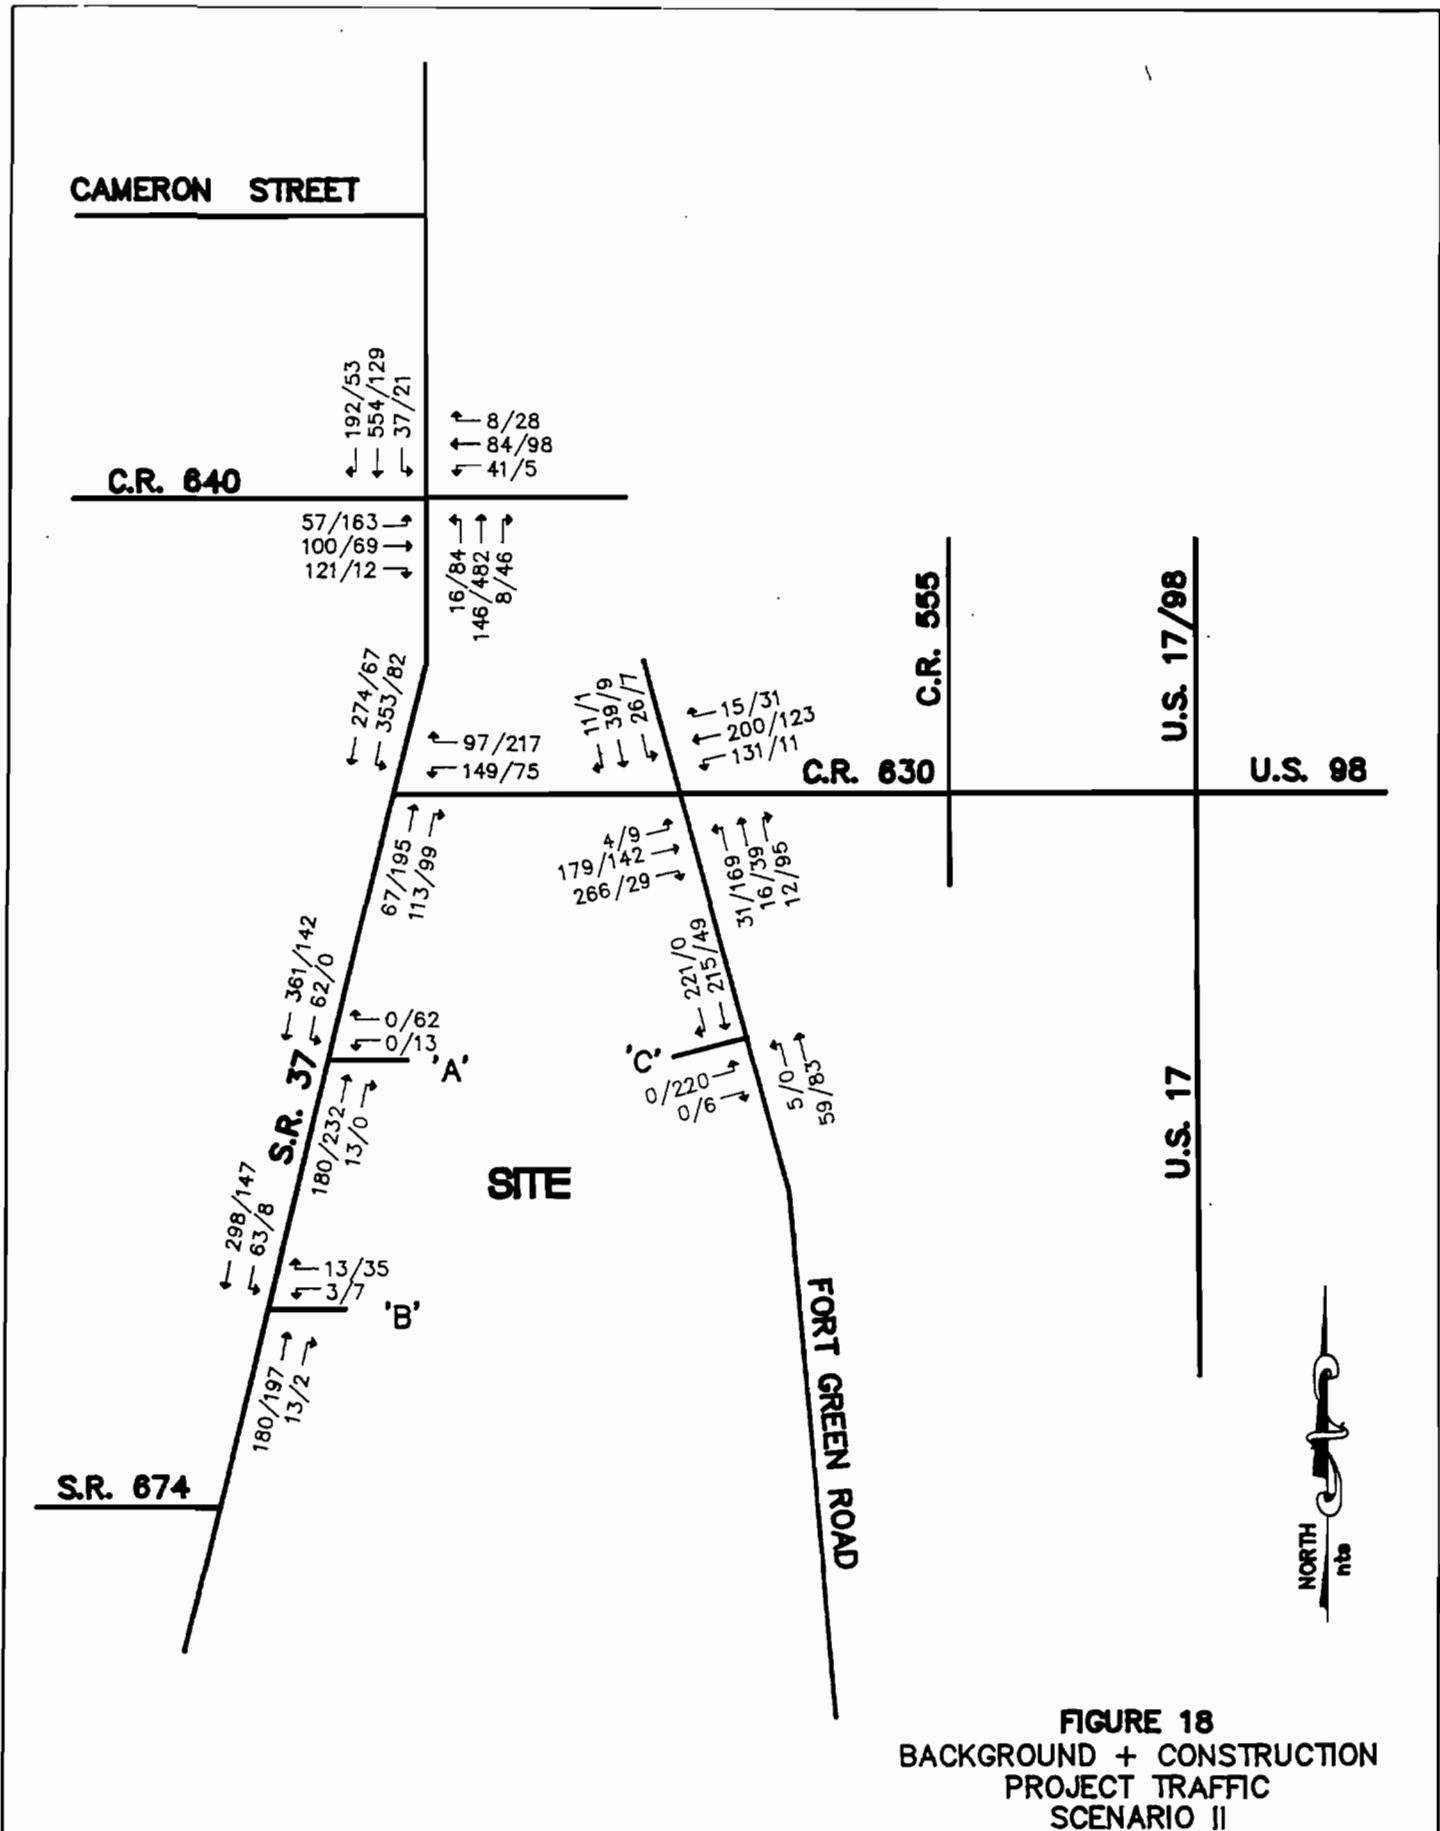 CAMERON STREET
192/53
554/129
37/21
8/28
84/98
41/5
C.R. 640
57/163
100/69
121/12
16/84
146/482
8/46
C.R. 555
U.S. 17/98
274/67
353/82
97/217
149/75
11/1
39/9
26/7
15/31
200/123
131/11
C.R. 630
U.S. 98
67/195
113/99
4/9
179/142
266/29
31/169
16/39
12/95
361/142
62/0
221/0
215/49
0/62
0/13
'A'
S.R. 37
'C'
0/220
0/6
5/0
59/83
180/232
13/0
U.S. 17
SITE
298/147
63/8
13/35
3/7
'B'
180/197
13/2
FORT GREEN ROAD
S.R. 674
NORTH
nts
FIGURE 18
BACKGROUND + CONSTRUCTION
PROJECT TRAFFIC
SCENARIO II